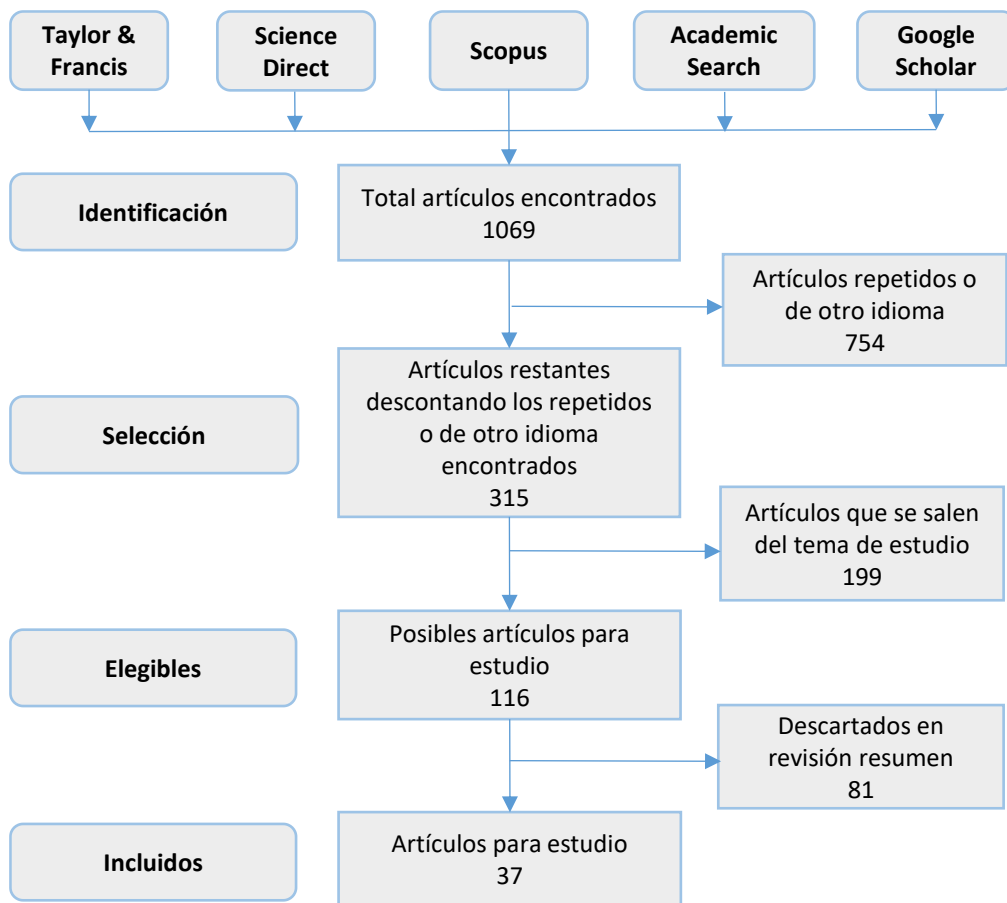 Taylor &
Francis
Science
Direct
Scopus
Academic
Search
Google
Scholar
Identificación
Total artículos encontrados
1069
Artículos repetidos o
de otro idioma
754
Selección
Artículos restantes
descontando los repetidos
o de otro idioma
encontrados
315
Artículos que se salen
del tema de estudio
199
Elegibles
Posibles artículos para
estudio
116
Descartados en
revisión resumen
81
Incluidos
Artículos para estudio
37